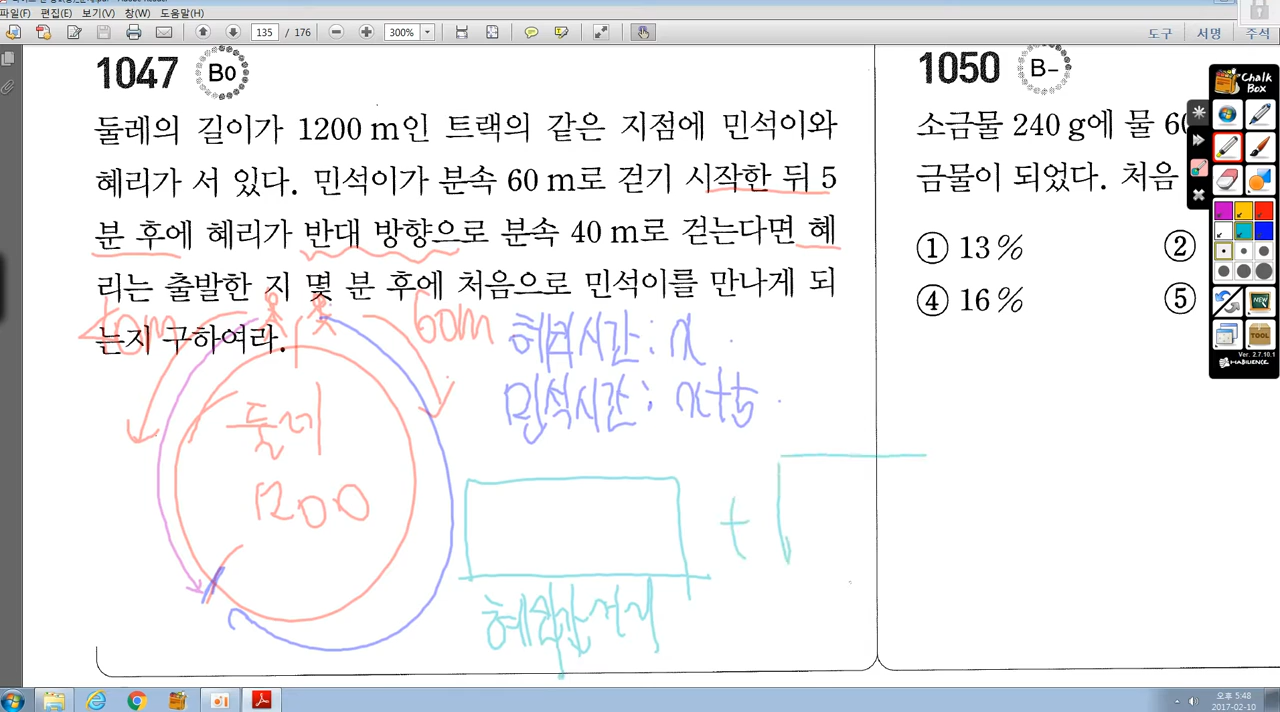 파일(F) 편집(E) 보기(V) 창(W) 도움말(H)
135 / 176 300% 도구 서명 주석
1047 B0
둘레의 길이가 1200 m인 트랙의 같은 지점에 민석이와
혜리가 서 있다. 민석이가 분속 60 m로 걷기 시작한 뒤 5
분 후에 혜리가 반대 방향으로 분속 40 m로 걷는다면 혜
리는 출발한 지 몇 분 후에 처음으로 민석이를 만나게 되
는지 구하여라.
40m
60m
둘레
1200
시간 : x
민석시간 : x+5
+
간거리
1050 B-
소금물 240 g에 물 6
금물이 되었다. 처음
① 13 %
②
④ 16 %
⑤
Chalk
Box
NEW
TOOL
Ver. 2.7.10.1
MABILIENCE
오후 5:48
2017-02-10